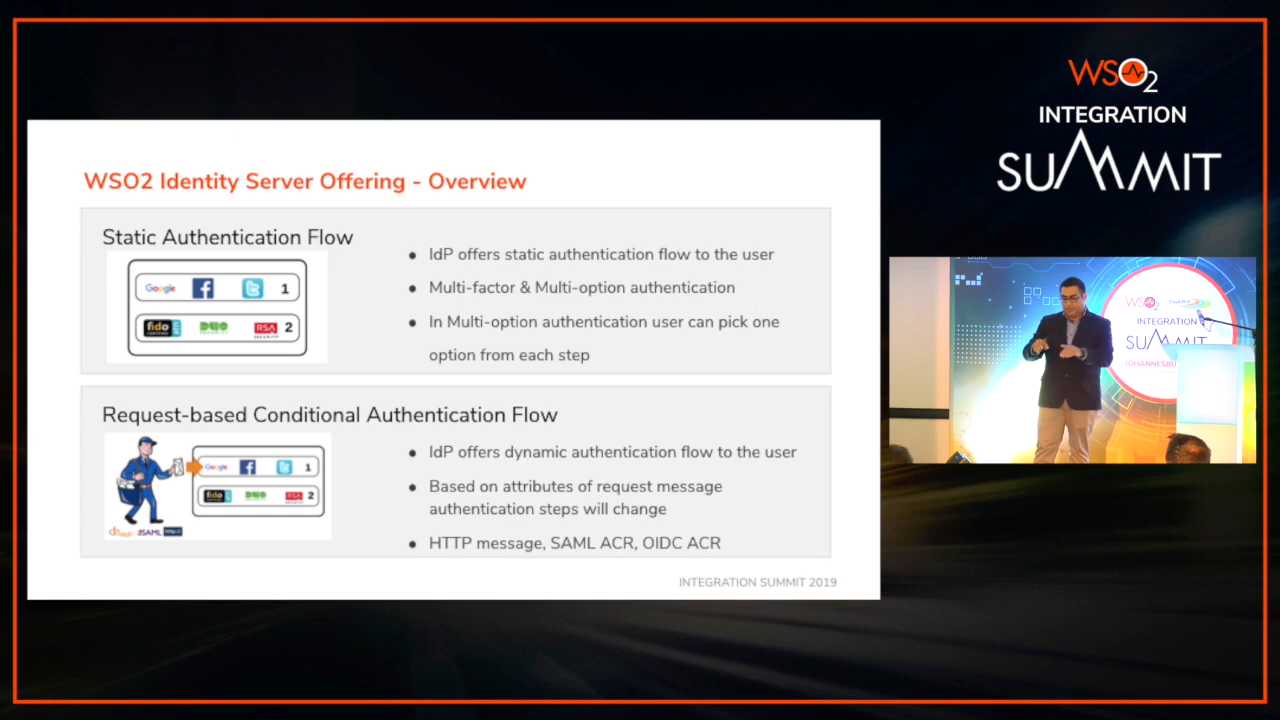 WSO2
INTEGRATION
SUMMIT
WSO2 Identity Server Offering - Overview
Static Authentication Flow
Google
1
fido
DUO
RSA
2
SECURITY
● IdP offers static authentication flow to the user
● Multi-factor & Multi-option authentication
● In Multi-option authentication user can pick one
option from each step
Request-based Conditional Authentication Flow
Google
1
fido
DUO
RSA
2
SAML
● IdP offers dynamic authentication flow to the user
● Based on attributes of request message
authentication steps will change
● HTTP message, SAML ACR, OIDC ACR
INTEGRATION SUMMIT 2019
WSO2
INTEGRATION
SUMMIT